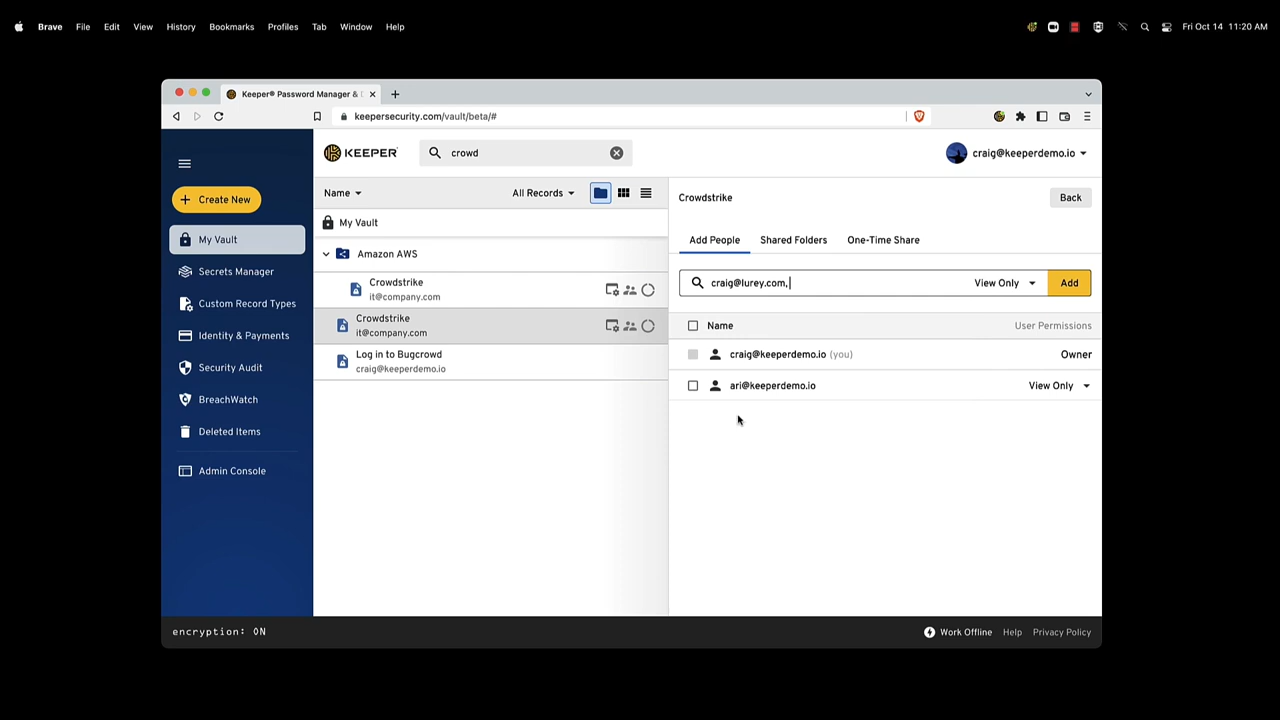 Brave File Edit View History Bookmarks Profiles Tab Window Help Fri Oct 14 11:20 AM
Keeper® Password Manager &
keepersecurity.com/vault/beta/#
KEEPER
crowd
craig@keeperdemo.io
Create New
My Vault
Secrets Manager
Custom Record Types
Identity & Payments
Security Audit
BreachWatch
Deleted Items
Admin Console
Name All Records
My Vault
Amazon AWS
Crowdstrike
it@company.com
Crowdstrike
it@company.com
Log in to Bugcrowd
craig@keeperdemo.io
Crowdstrike Back
Add People Shared Folders One-Time Share
craig@lurey.com, View Only Add
Name User Permissions
craig@keeperdemo.io (you) Owner
ari@keeperdemo.io View Only
encryption: ON Work Offline Help Privacy Policy